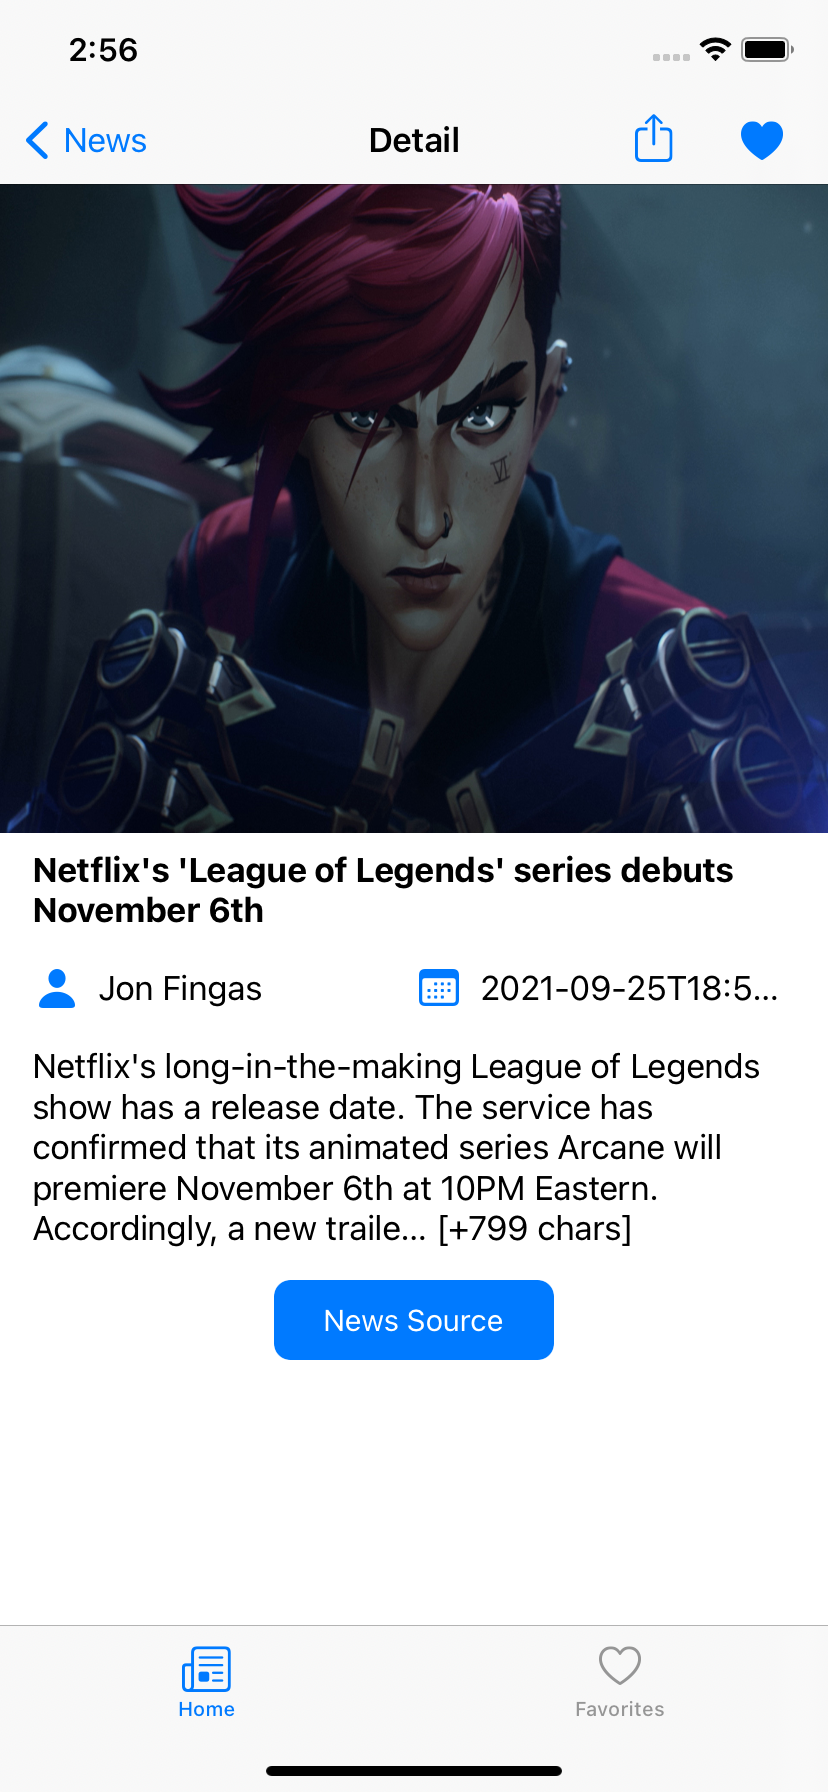 2:56
News
Detail
VI
Netflix's 'League of Legends' series debuts
November 6th
Jon Fingas
2021-09-25T18:5...
Netflix's long-in-the-making League of Legends
show has a release date. The service has
confirmed that its animated series Arcane will
premiere November 6th at 10PM Eastern.
Accordingly, a new traile... [+799 chars]
News Source
Home
Favorites